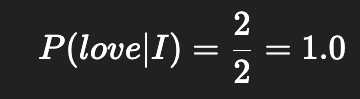 P(love|I) = 2/2 = 1.0